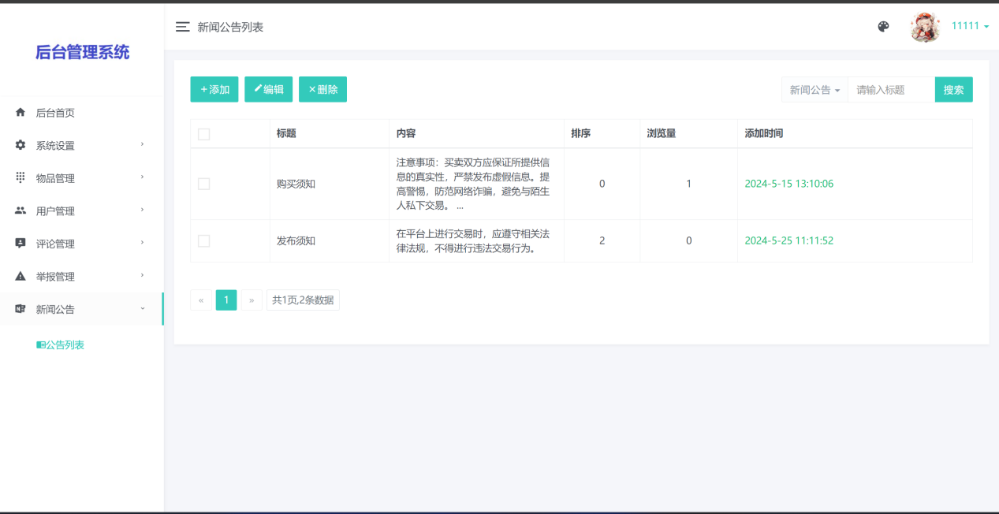 后台管理系统
新闻公告列表
11111
后台首页
系统设置
物品管理
用户管理
评论管理
举报管理
新闻公告
公告列表
+添加
编辑
×删除
新闻公告
请输入标题
搜索
标题 内容 排序 浏览量 添加时间
购买须知
注意事项：买卖双方应保证所提供信
息的真实性，严禁发布虚假信息。提
高警惕，防范网络诈骗，避免与陌生
人私下交易。 ...
0 1 2024-5-15 13:10:06
发布须知
在平台上进行交易时，应遵守相关法
律法规，不得进行违法交易行为。
2 0 2024-5-25 11:11:52
« 1 » 共1页,2条数据